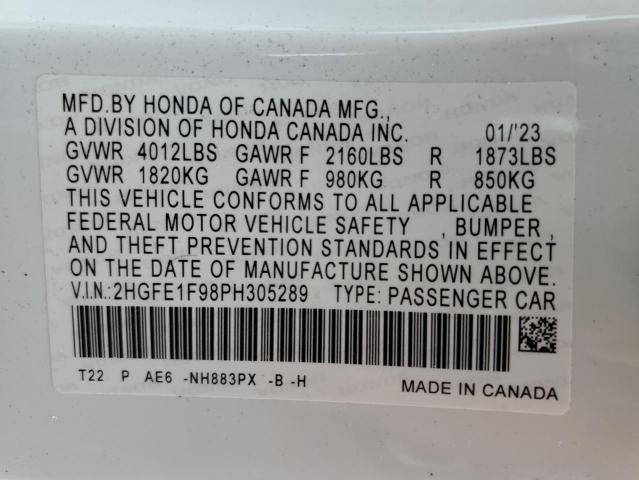 MFD.BY HONDA OF CANADA MFG.,
A DIVISION OF HONDA CANADA INC. 01/'23
GVWR 4012LBS GAWR F 2160LBS R 1873LBS
GVWR 1820KG GAWR F 980KG R 850KG
THIS VEHICLE CONFORMS TO ALL APPLICABLE
FEDERAL MOTOR VEHICLE SAFETY , BUMPER ,
AND THEFT PREVENTION STANDARDS IN EFFECT
ON THE DATE OF MANUFACTURE SHOWN ABOVE.
V.I.N.:2HGFE1F98PH305289 TYPE: PASSENGER CAR
T22 P AE6 -NH883PX -B -H
MADE IN CANADA